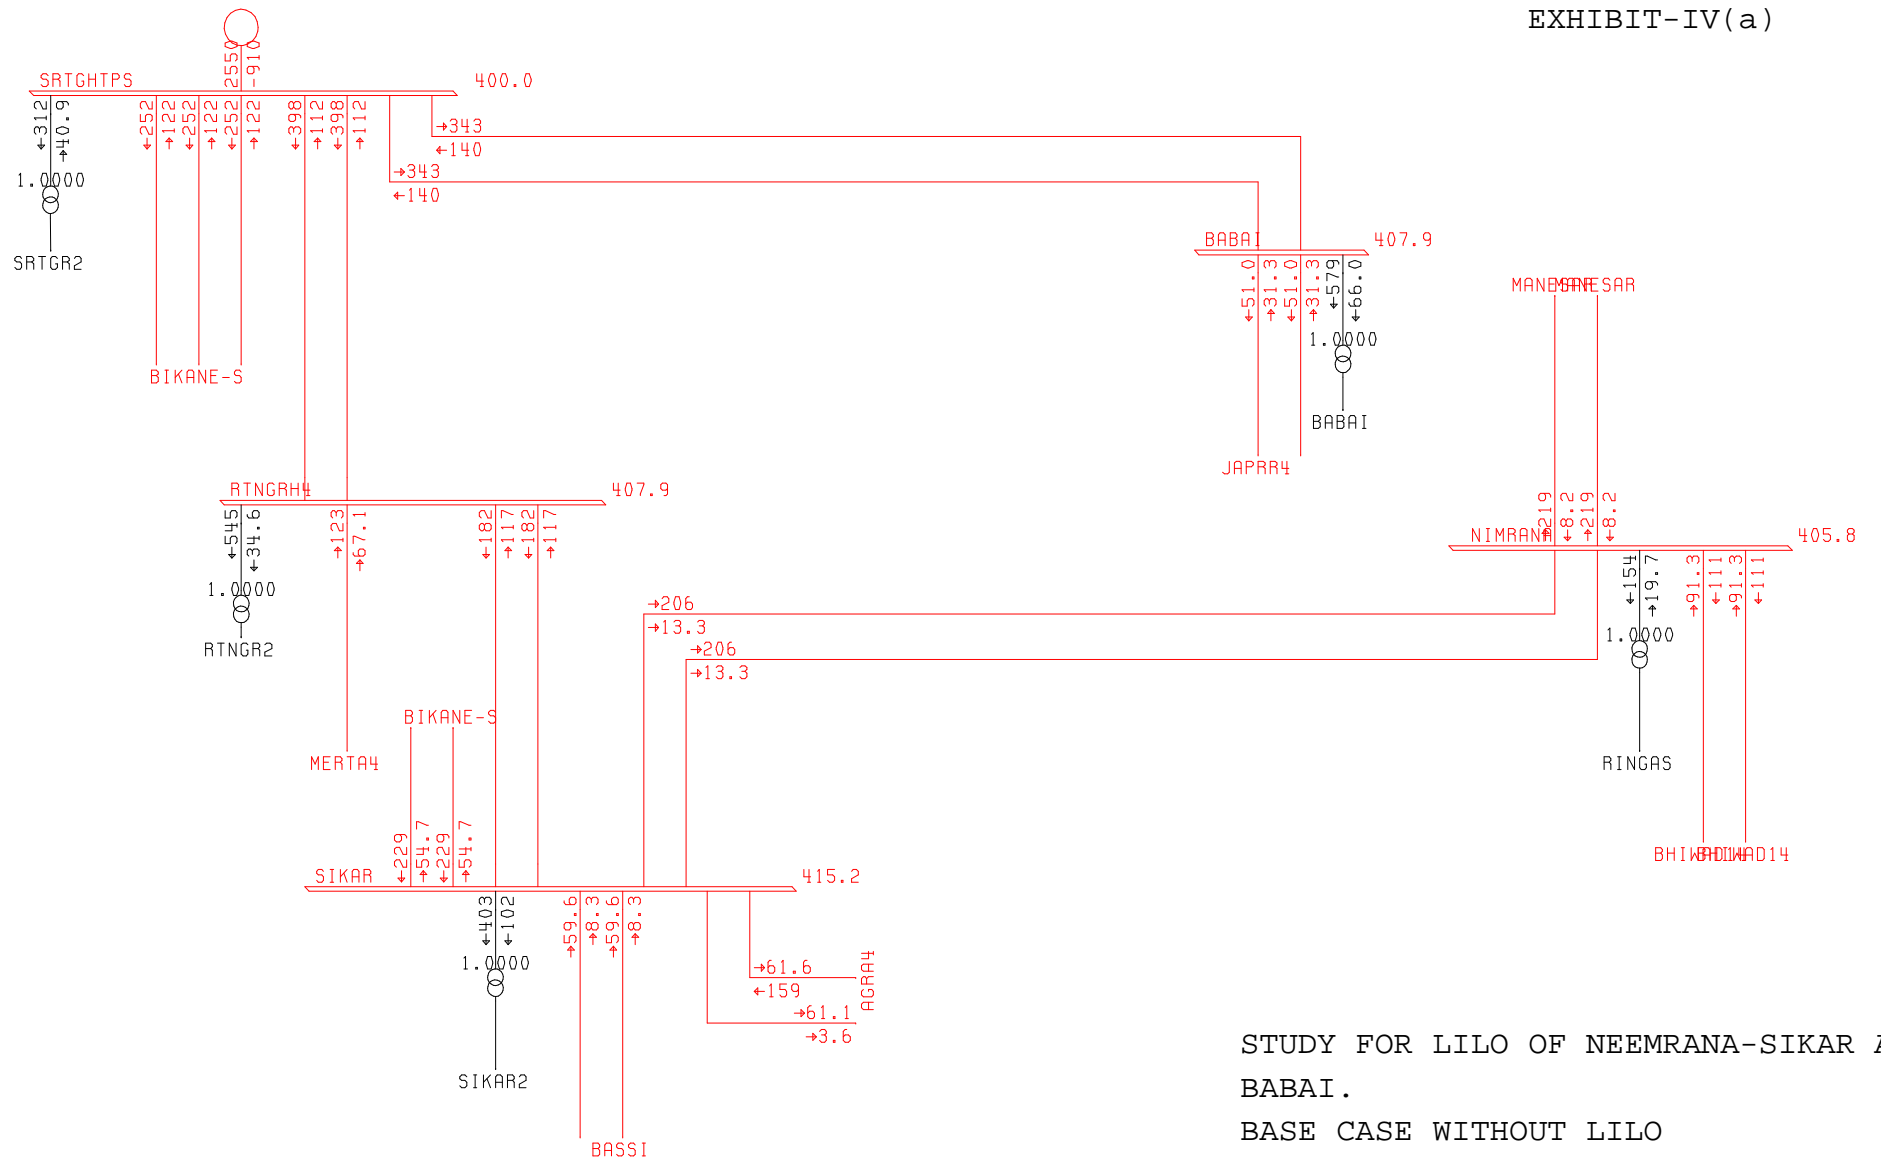 EXHIBIT-IV(a)
2550
-910
SRTGHTPS
400.0
←312
→40.9
←252
→122
←252
→122
←252
→122
←398
→112
←398
→112
→343
←140
→343
←140
1.0000
SRTGR2
BIKANE-S
BABAI
407.9
←51.0
→31.3
←51.0
→31.3
←579
←66.0
1.0000
BABAI
JAPRR4
MANESAR
MANESAR
→219
←8.2
→219
←8.2
NIMRANA
405.8
←154
→19.7
→91.3
←111
→91.3
←111
1.0000
RINGAS
BHIWAD14
BHIWAD14
RTNGRH4
407.9
←545
←34.6
→123
→67.1
←182
→117
←182
→117
1.0000
RTNGR2
MERTA4
→206
→13.3
→206
→13.3
BIKANE-S
←229
→54.7
←229
→54.7
SIKAR
415.2
←403
←102
→59.6
→8.3
→59.6
→8.3
1.0000
SIKAR2
BASSI
→61.6
←159
→61.1
→3.6
AGRA4
STUDY FOR LILO OF NEEMRANA-SIKAR A
BABAI.
BASE CASE WITHOUT LILO